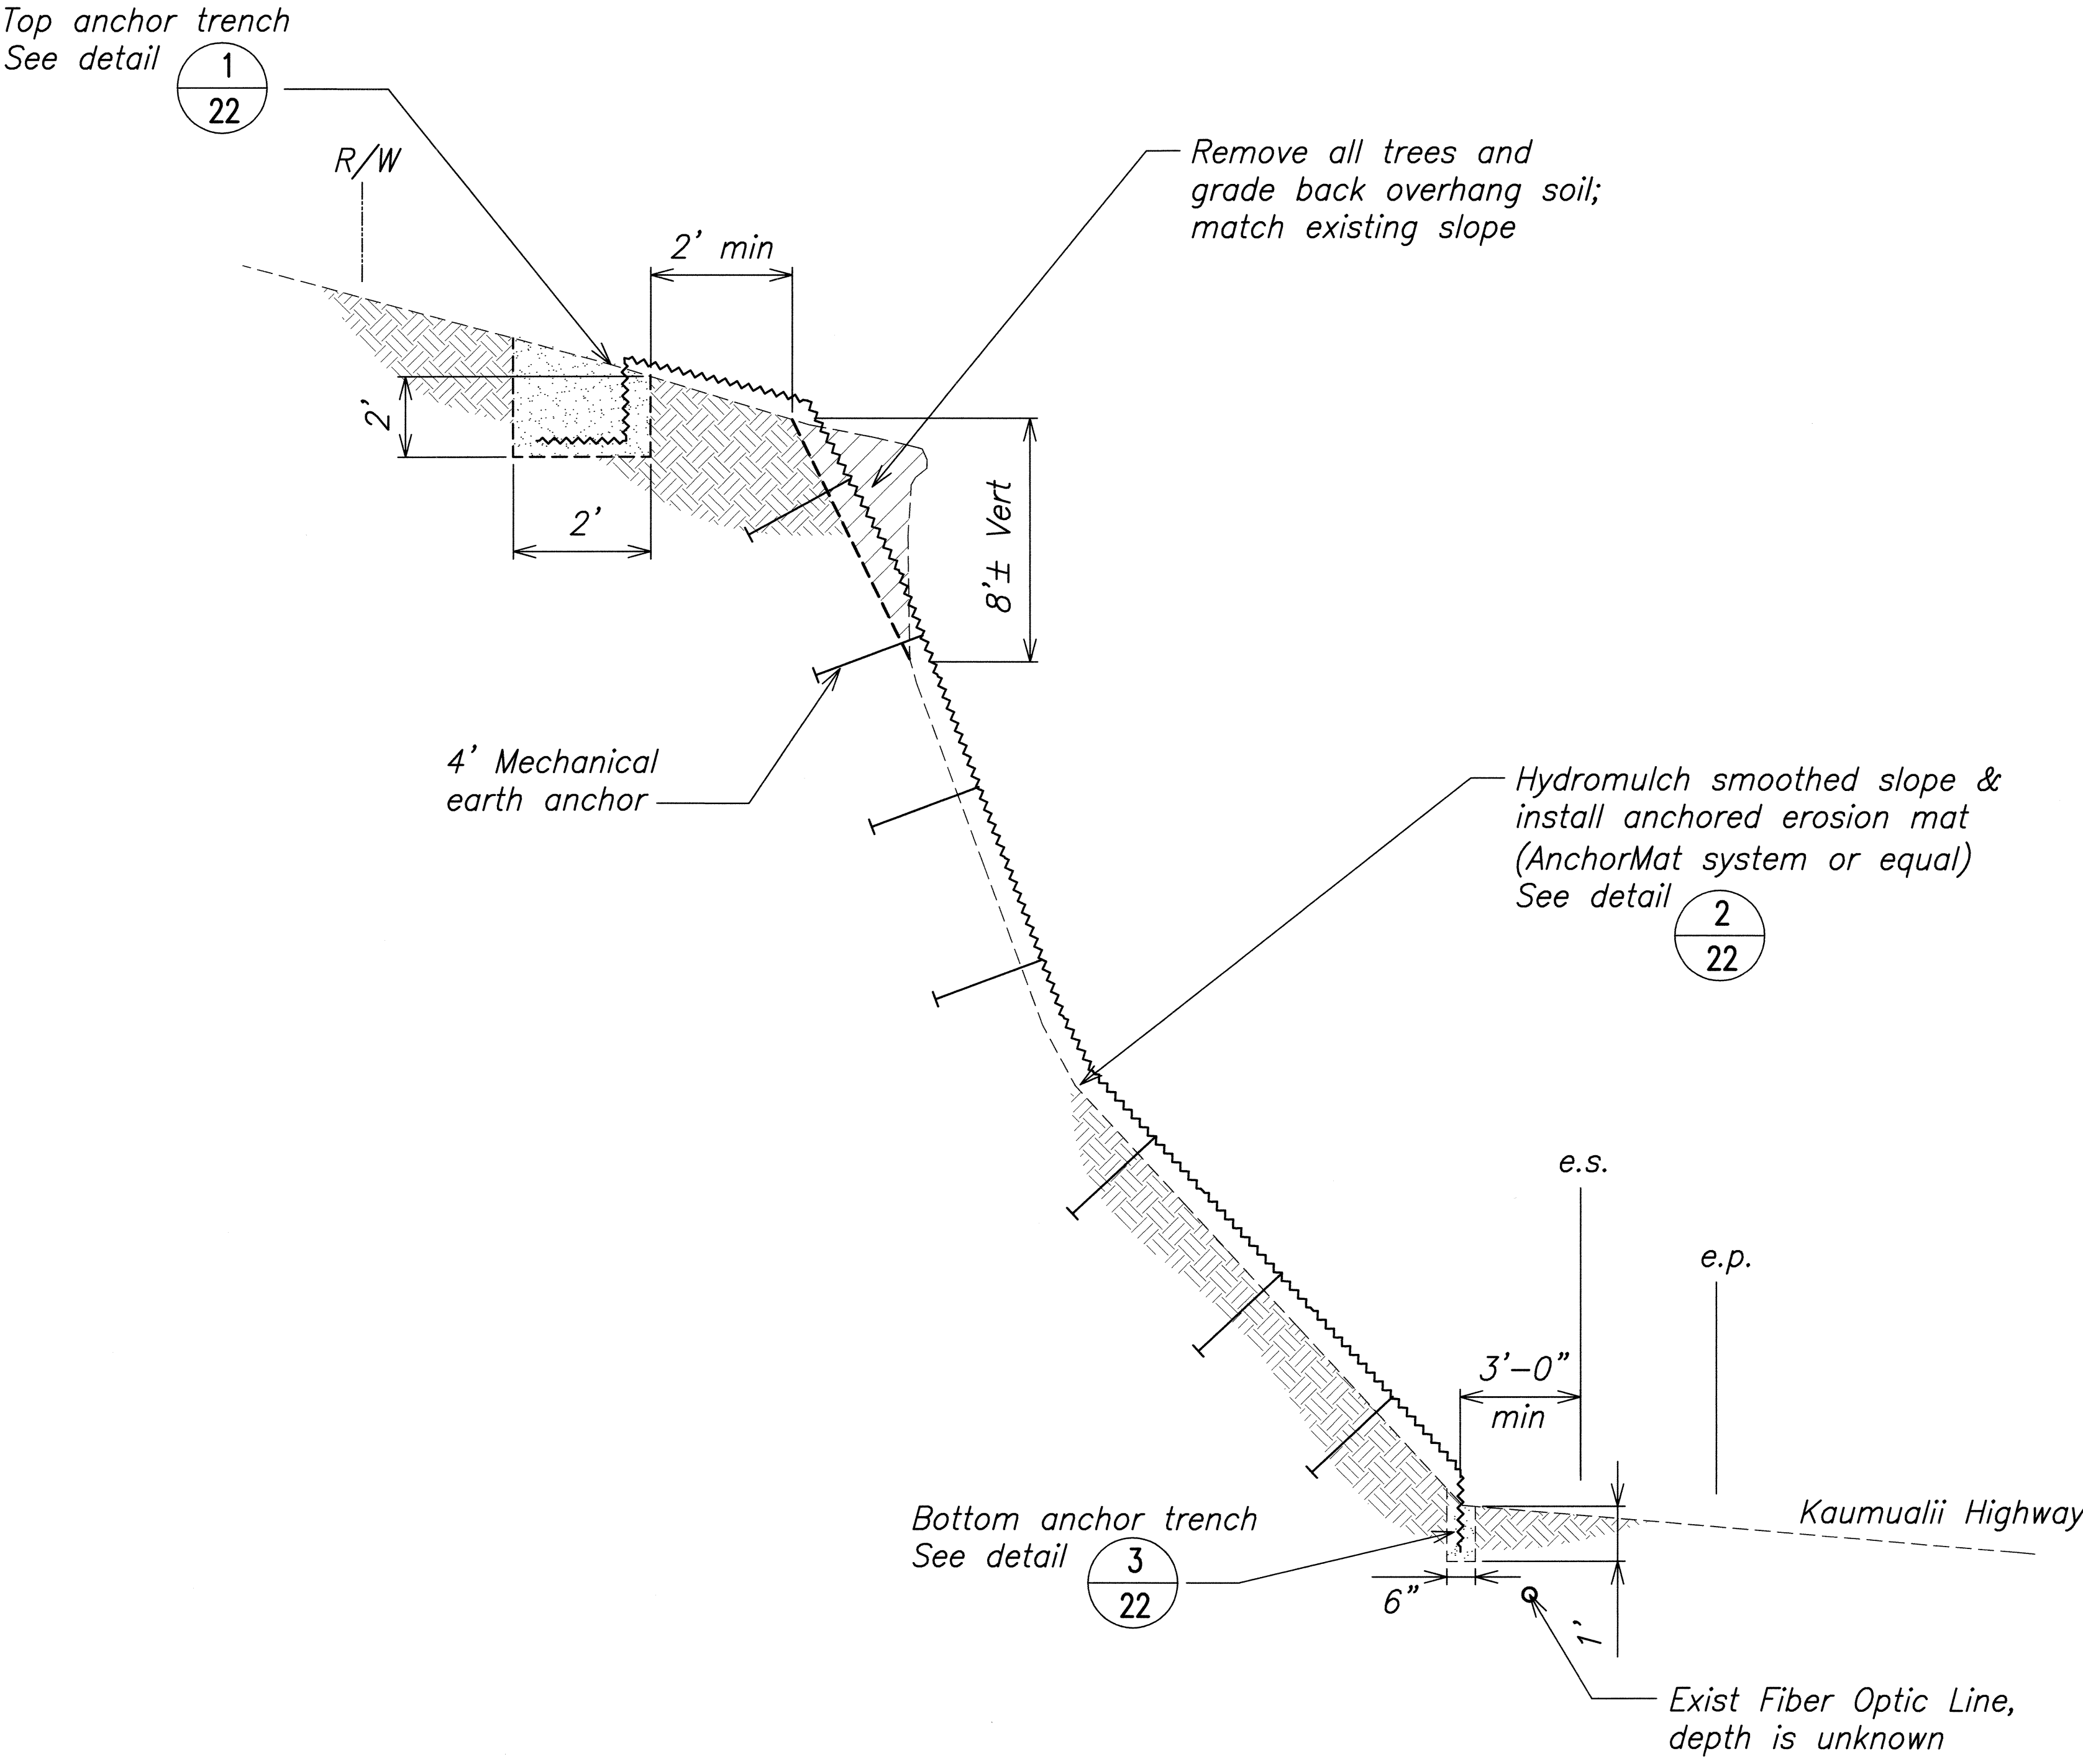 Top anchor trench
See detail
1
22
R/W
2' min
Remove all trees and
grade back overhang soil;
match existing slope
2'
2'
8'± Vert
4' Mechanical
earth anchor
Hydromulch smoothed slope &
install anchored erosion mat
(AnchorMat system or equal)
See detail
2
22
e.s.
e.p.
3'-0"
min
Kaumualii Highway
Bottom anchor trench
See detail
3
22
6"
1'
Exist Fiber Optic Line,
depth is unknown